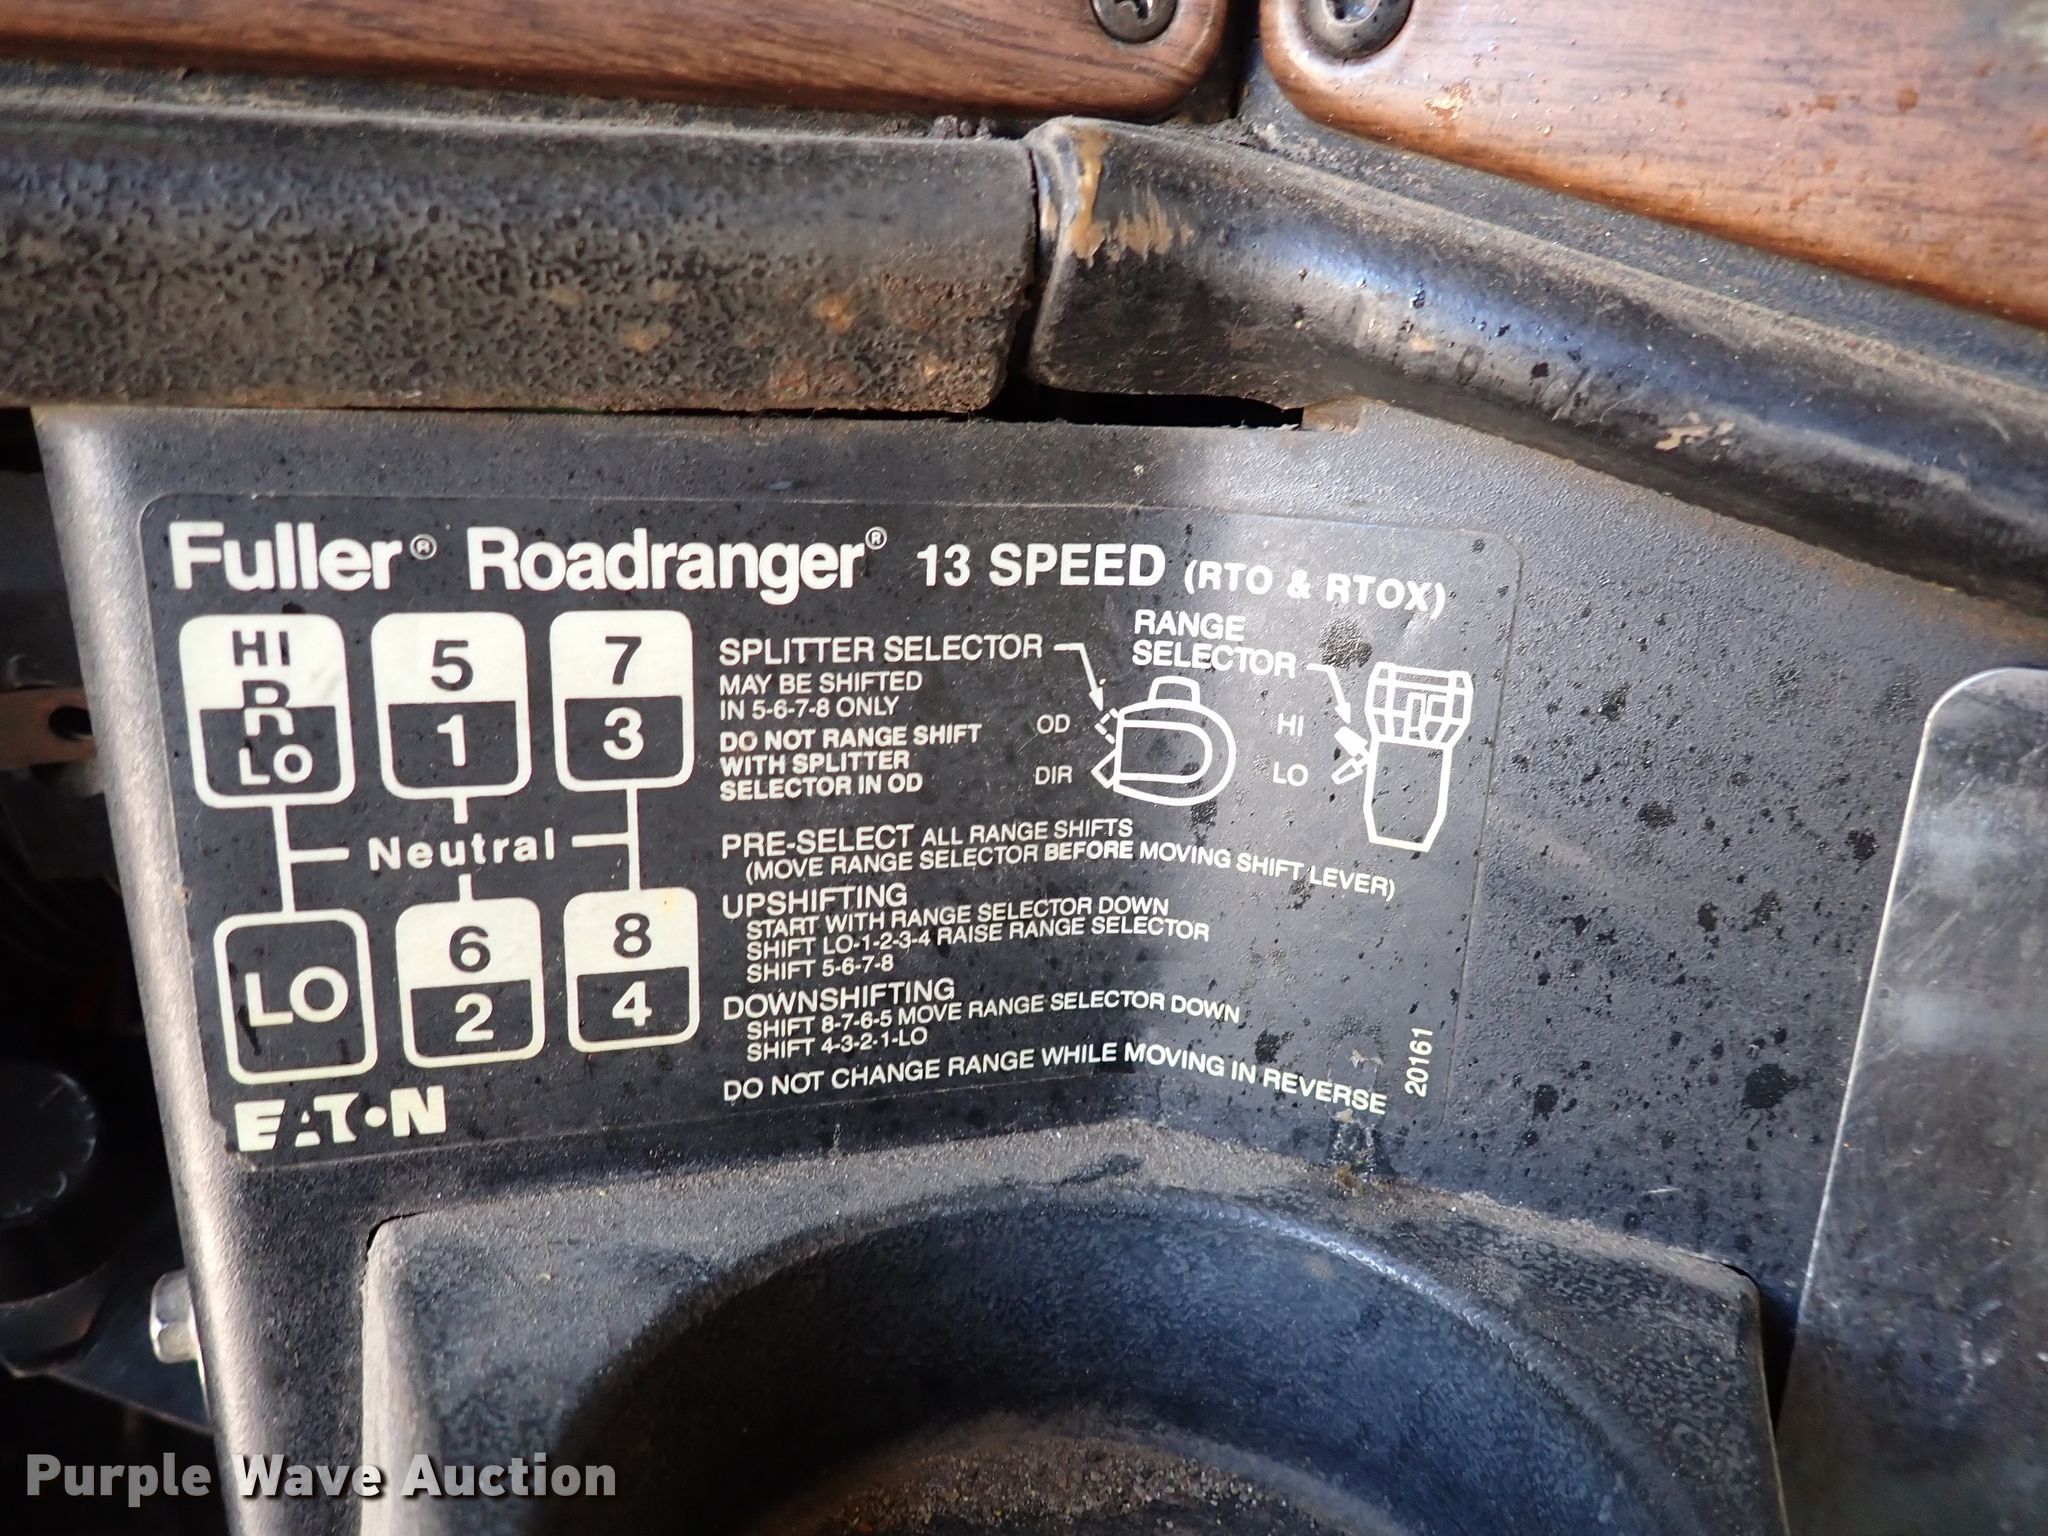 Fuller® Roadranger® 13 SPEED (RTO & RTOX)
HI
R
LO
5
1
7
3
Neutral
LO
6
2
8
4
EATON
SPLITTER SELECTOR
MAY BE SHIFTED
IN 5-6-7-8 ONLY
DO NOT RANGE SHIFT
WITH SPLITTER
SELECTOR IN OD
OD
DIR
RANGE
SELECTOR
HI
LO
PRE-SELECT ALL RANGE SHIFTS
(MOVE RANGE SELECTOR BEFORE MOVING SHIFT LEVER)
UPSHIFTING
START WITH RANGE SELECTOR DOWN
SHIFT LO-1-2-3-4 RAISE RANGE SELECTOR
SHIFT 5-6-7-8
DOWNSHIFTING
SHIFT 8-7-6-5 MOVE RANGE SELECTOR DOWN
SHIFT 4-3-2-1-LO
DO NOT CHANGE RANGE WHILE MOVING IN REVERSE
20161
Purple Wave Auction